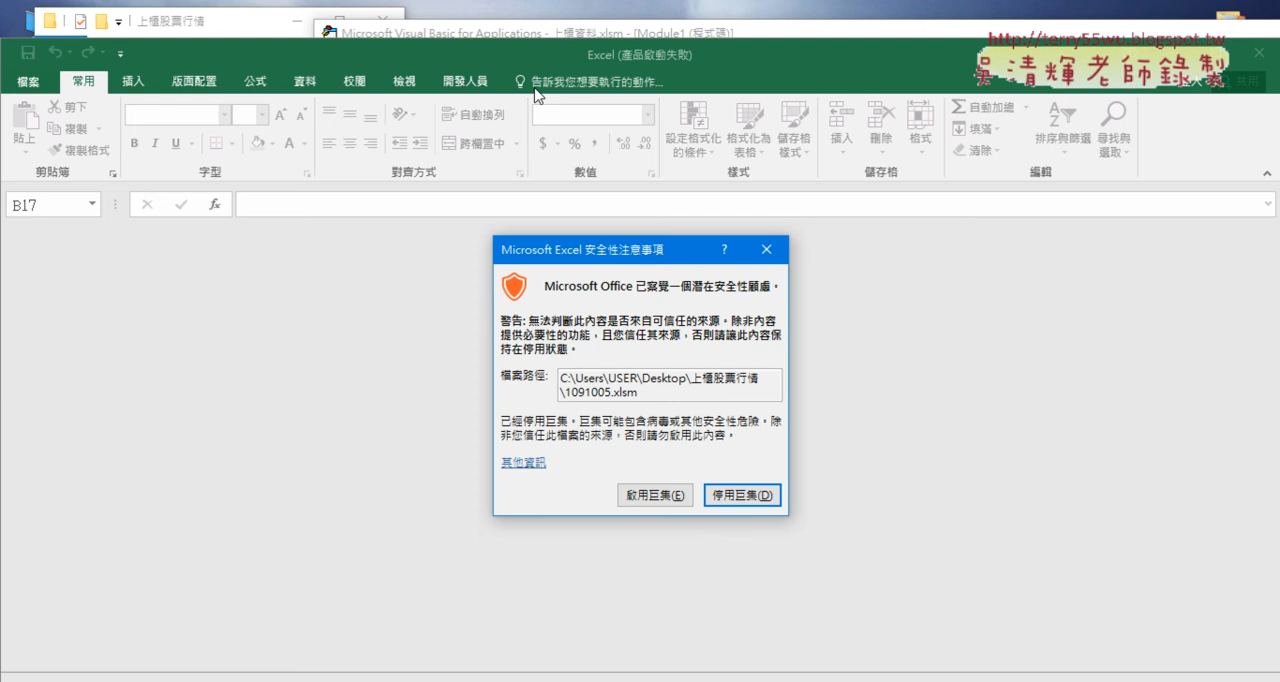 上櫃股票行情
Microsoft Visual Basic for Applications - 上櫃資料.xlsm - [Module1 (程式碼)]
http://terry55wu.blogspot.tw
吳清輝老師錄製
Excel (產品啟動失敗)
檔案 常用 插入 版面配置 公式 資料 校閱 檢視 開發人員 告訴我您想要執行的動作... 登入 共用
貼上 剪下 複製 複製格式 剪貼簿
B I U A A A 字型
自動換列 跨欄置中 對齊方式
$ % , 數值
設定格式化的條件 格式化為表格 儲存格樣式 樣式
插入 刪除 格式 儲存格
Σ 自動加總 填滿 清除 排序與篩選 尋找與選取 編輯
B17 fx
Microsoft Excel 安全性注意事項 ?
Microsoft Office 已察覺一個潛在安全性顧慮。
警告: 無法判斷此內容是否來自可信任的來源。除非內容
提供必要性的功能，且您信任其來源，否則請讓此內容保
持在停用狀態。
檔案路徑: C:\Users\USER\Desktop\上櫃股票行情
\1091005.xlsm
已經停用巨集。巨集可能包含病毒或其他安全性危險。除
非您信任此檔案的來源，否則請勿啟用此內容。
其他資訊
啟用巨集(E) 停用巨集(D)